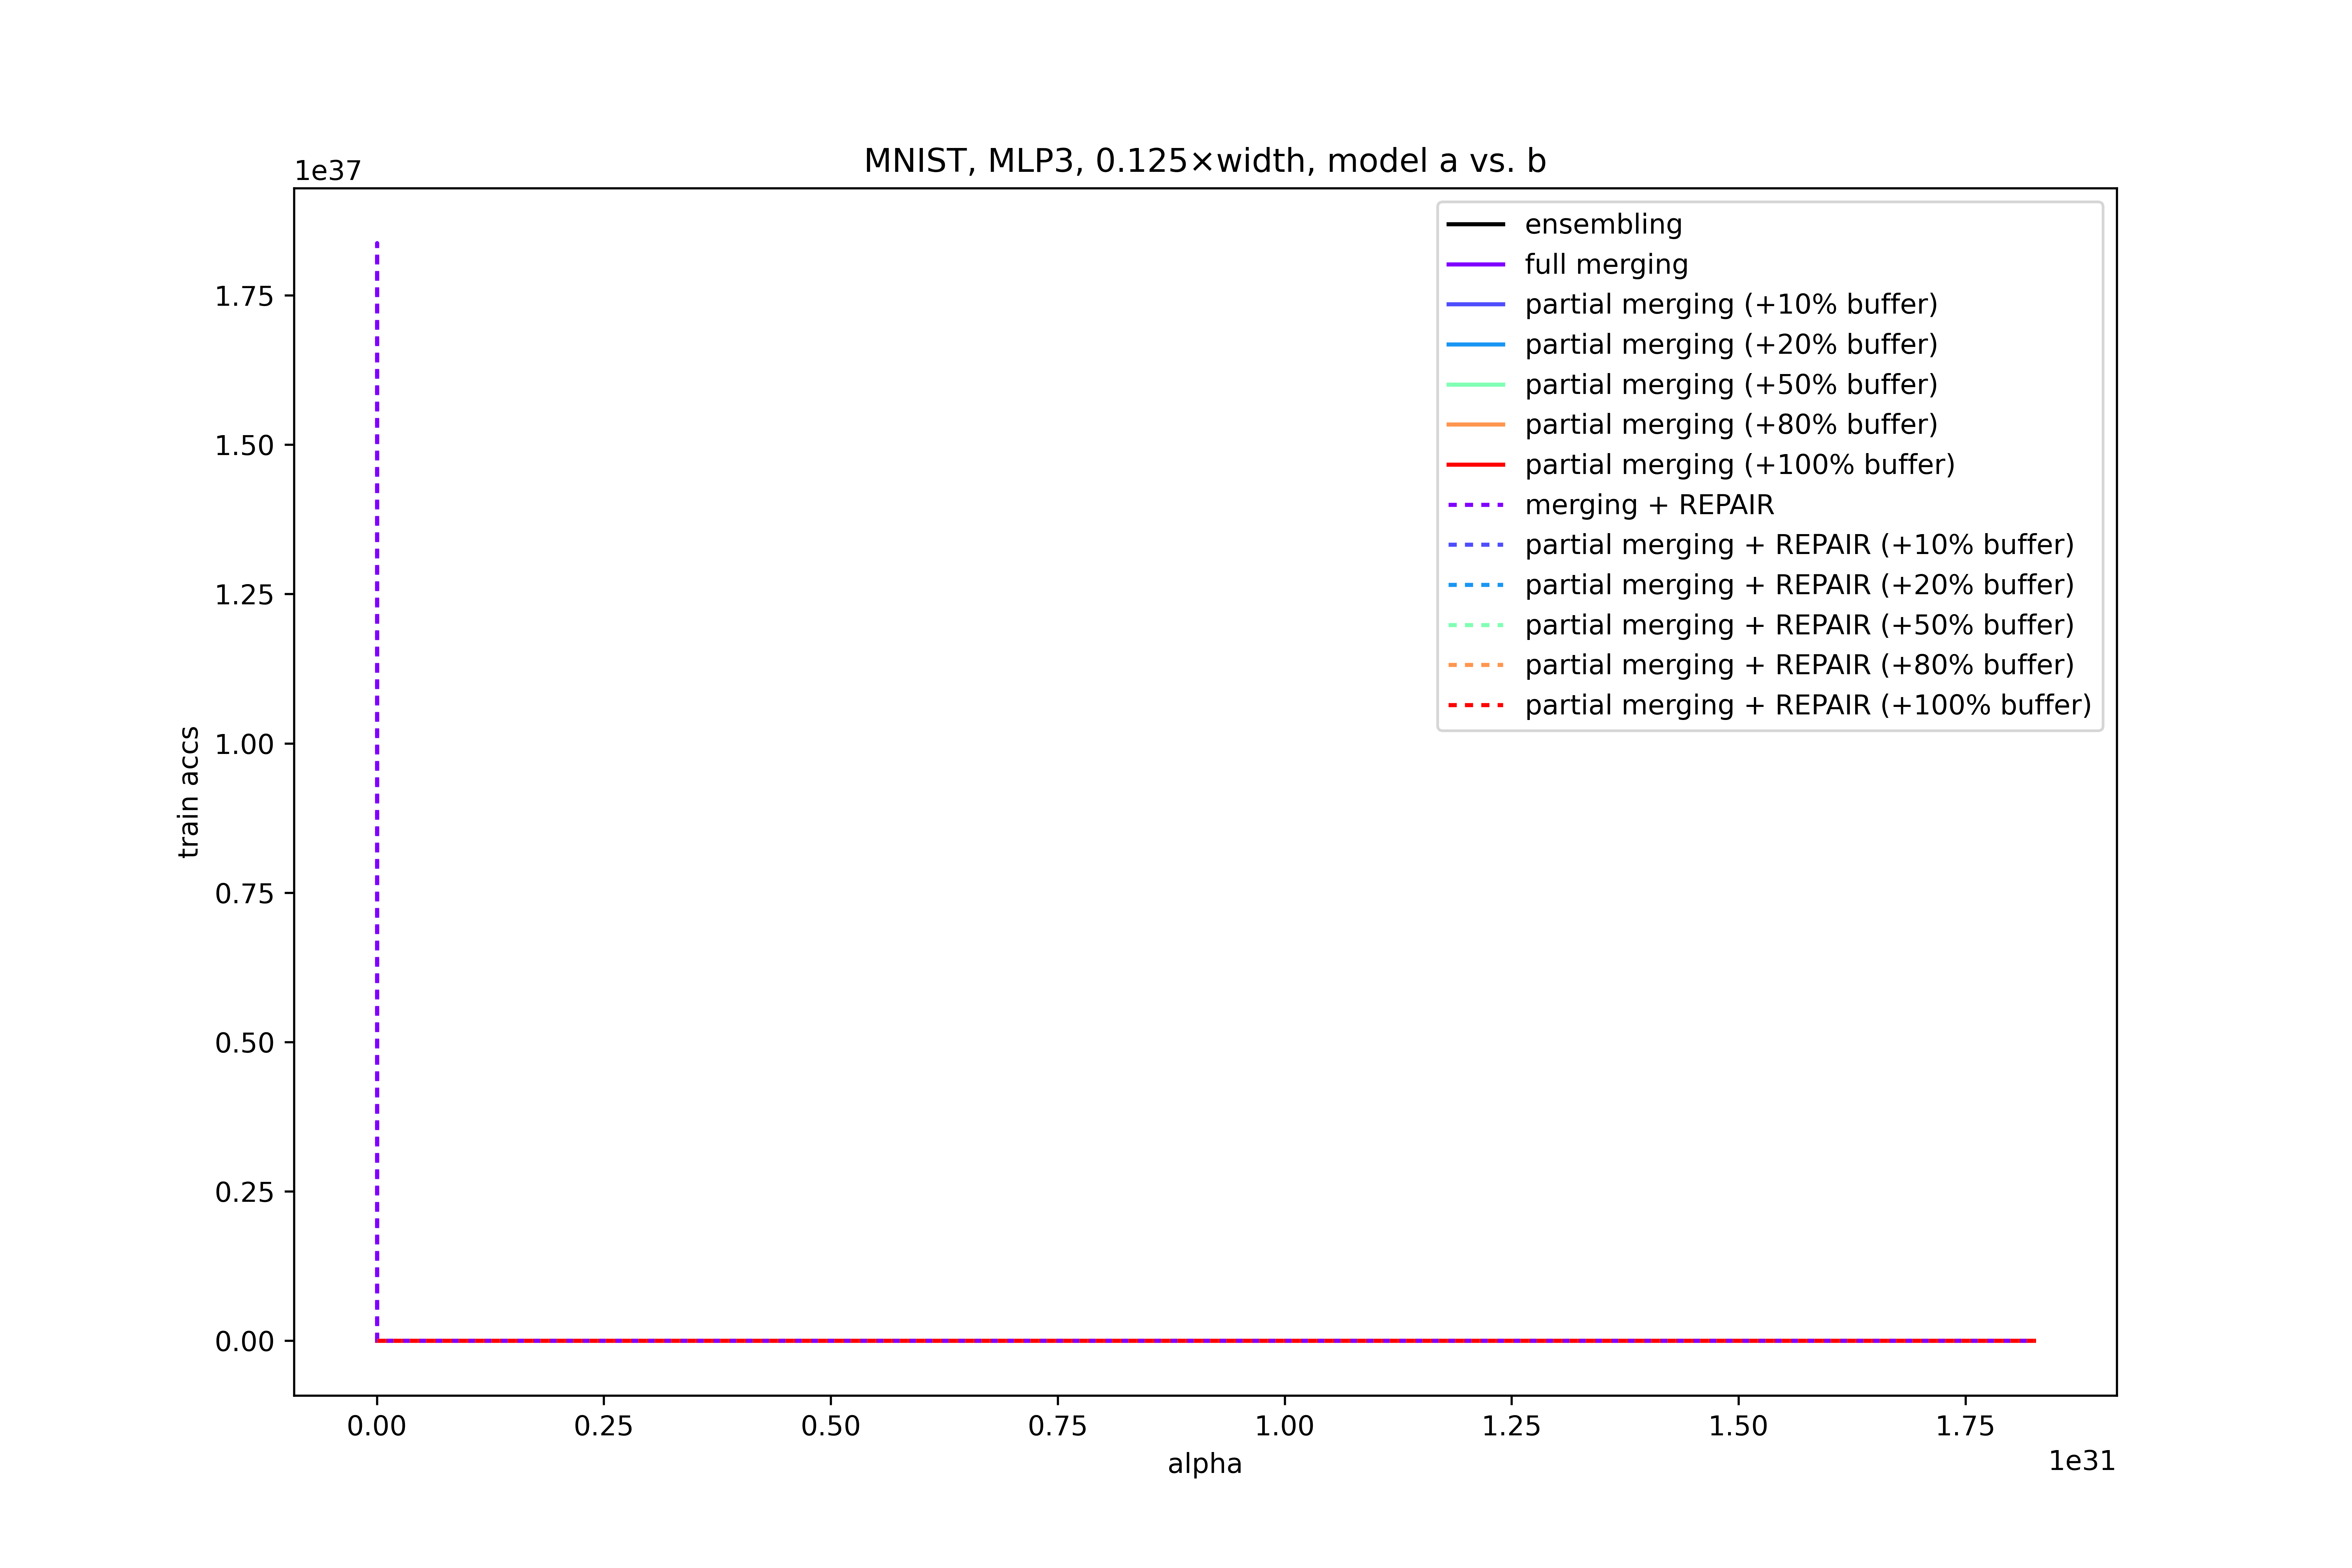 MNIST, MLP3, 0.125×width, model a vs. b
1e37
1.75
1.50
1.25
1.00
0.75
0.50
0.25
0.00
train accs
ensembling
full merging
partial merging (+10% buffer)
partial merging (+20% buffer)
partial merging (+50% buffer)
partial merging (+80% buffer)
partial merging (+100% buffer)
merging + REPAIR
partial merging + REPAIR (+10% buffer)
partial merging + REPAIR (+20% buffer)
partial merging + REPAIR (+50% buffer)
partial merging + REPAIR (+80% buffer)
partial merging + REPAIR (+100% buffer)
0.00 0.25 0.50 0.75 1.00 1.25 1.50 1.75
1e31
alpha